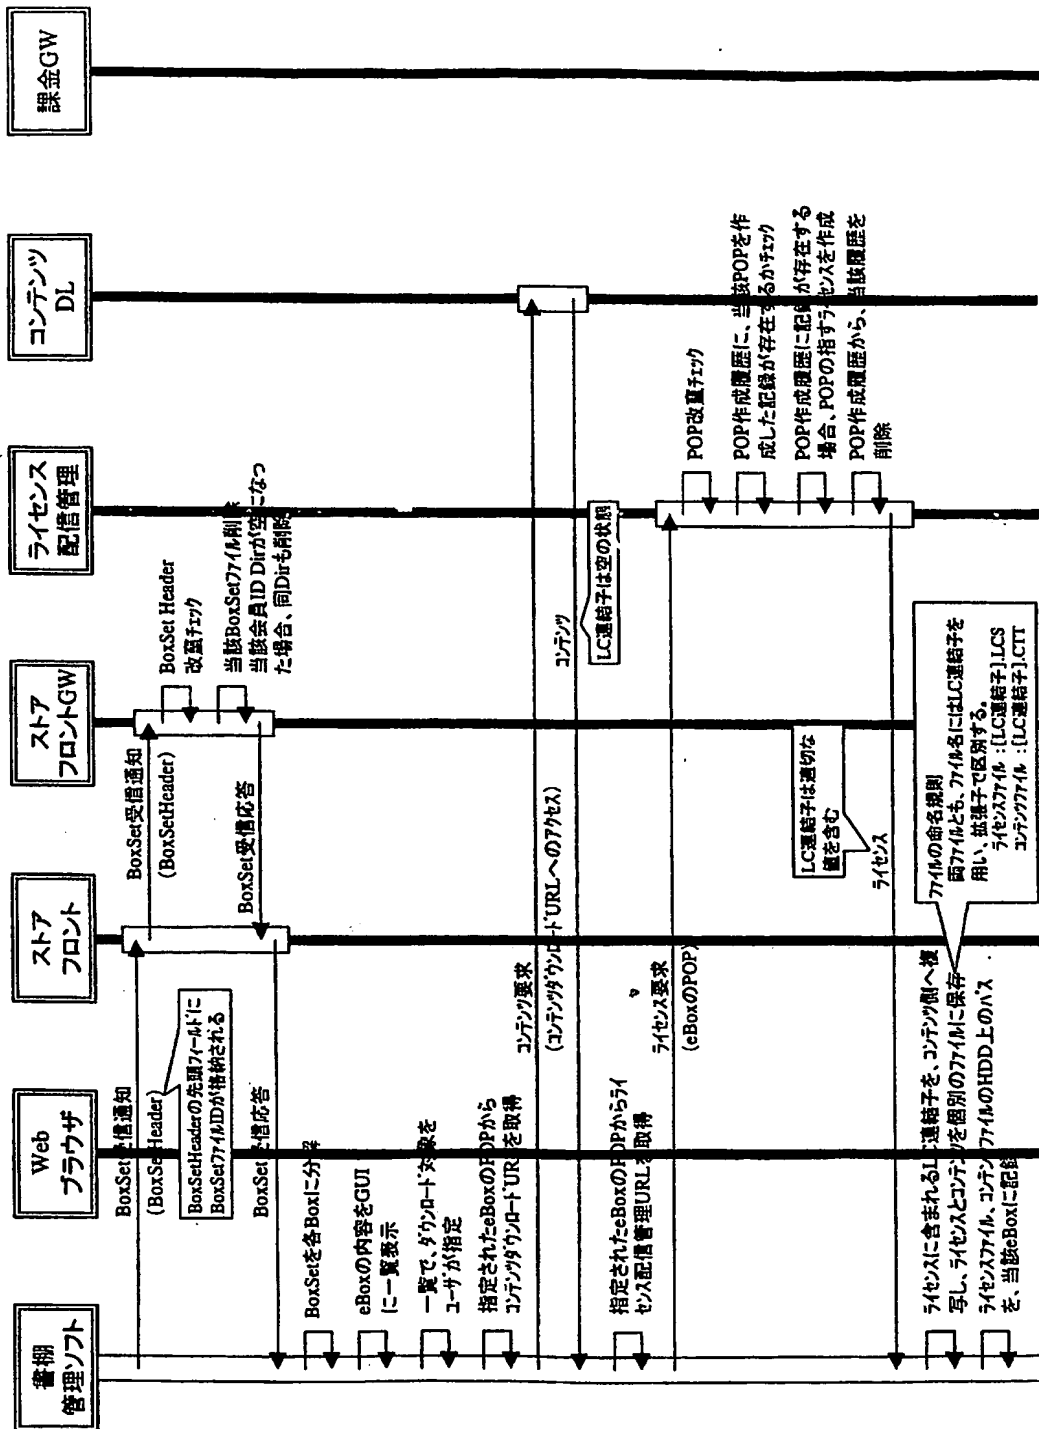 書棚
管理ソフト
Web
ブラウザ
ストア
フロント
ストア
フロントGW
ライセンス
配信管理
コンテンツ
DL
課金GW
BoxSet受信通知
(BoxSetHeader)
BoxSetHeaderの先頭フィールドに
BoxSetファイルIDが格納される
BoxSet受信通知
(BoxSetHeader)
BoxSet Header
改竄チェック
当該BoxSetファイル削除
当該会員ID Dirが空になっ
た場合、同Dirも削除
BoxSet受信応答
BoxSet受信応答
BoxSetを各Boxに分解
eBoxの内容をGUI
に一覧表示
一覧で、ダウンロード対象を
ユーザが指定
指定されたeBoxのPOPから
コンテンツダウンロードURLを取得
コンテンツ要求
(コンテンツダウンロードURLへのアクセス)
コンテンツ
LC連結子は空の状態
指定されたeBoxのPOPからライ
センス配信管理URLを取得
ライセンス要求
(eBoxのPOP)
POP改竄チェック
POP作成履歴に、当該POPを作
成した記録が存在するかチェック
POP作成履歴に記録が存在する
場合、POPの指すライセンスを作成
POP作成履歴から、当該履歴を
削除
LC連結子は適切な
値を含む
ライセンス
ライセンスに含まれるLC連結子を、コンテンツ側へ複
写し、ライセンスとコンテンツを個別のファイルに保存
ライセンスファイル、コンテンツファイルのHDD上のパス
を、当該eBoxに記録
ファイルの命名規則
両ファイルとも、ファイル名にはLC連結子を
用い、拡張子で区別する。
ライセンスファイル:[LC連結子].LCS
コンテンツファイル:[LC連結子].CTT